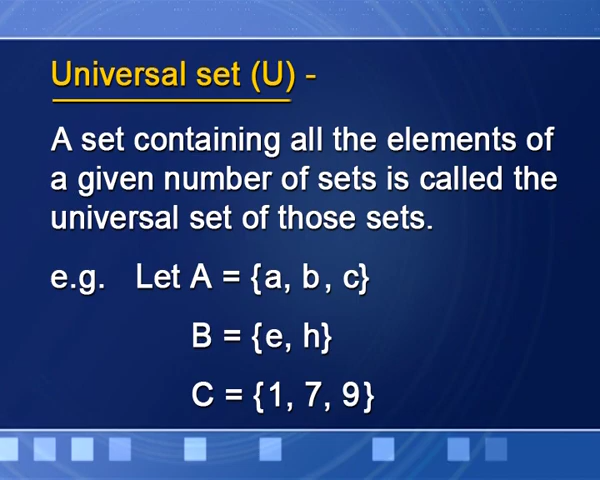 Universal set (U) -
A set containing all the elements of
a given number of sets is called the
universal set of those sets.
e.g. Let A = {a, b, c}
B = {e, h}
C = {1, 7, 9}